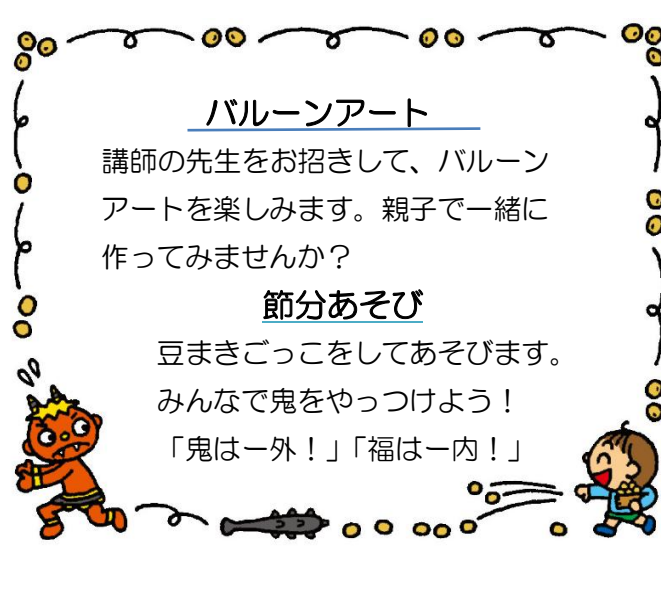 バルーンアート
講師の先生をお招きして、バルーン
アートを楽しみます。親子で一緒に
作ってみませんか？
節分あそび
豆まきごっこをしてあそびます。
みんなで鬼をやっつけよう！
「鬼はー外！」「福はー内！」